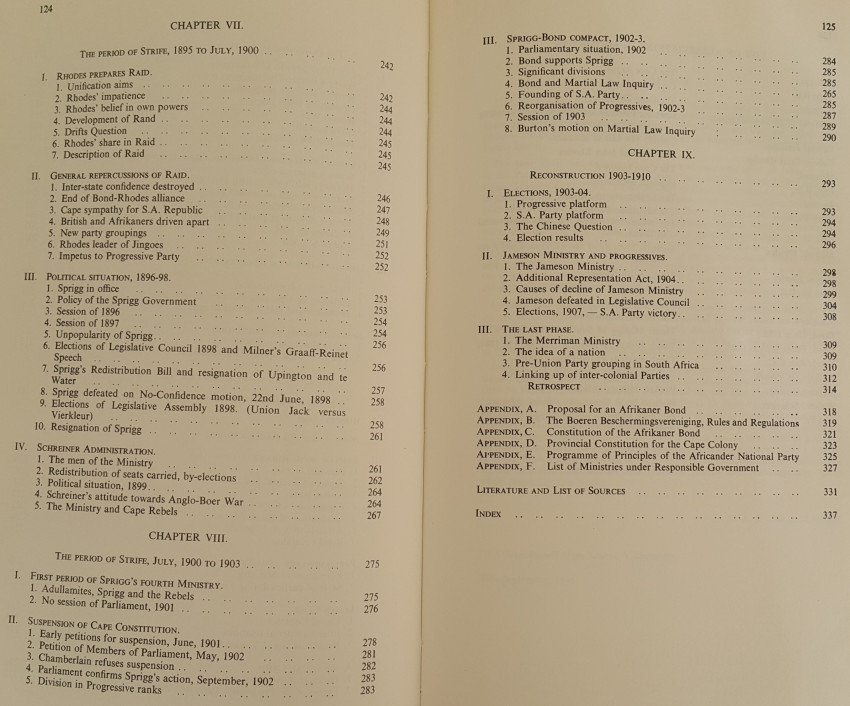 124
CHAPTER VII.
THE PERIOD OF STRIFE, 1895 TO JULY, 1900 .. .. .. .. 242
I. RHODES PREPARES RAID.
1. Unification aims .. .. .. .. .. .. .. 242
2. Rhodes' impatience .. .. .. .. .. .. .. 244
3. Rhodes' belief in own powers .. .. .. .. .. .. 244
4. Development of Rand .. .. .. .. .. .. .. 244
5. Drifts Question .. .. .. .. .. .. .. 245
6. Rhodes' share in Raid .. .. .. .. .. .. .. 245
7. Description of Raid .. .. .. .. .. .. .. 245
II. GENERAL REPERCUSSIONS OF RAID.
1. Inter-state confidence destroyed .. .. .. .. .. .. 246
2. End of Bond-Rhodes alliance .. .. .. .. .. .. 247
3. Cape sympathy for S.A. Republic .. .. .. .. .. .. 248
4. British and Afrikaners driven apart .. .. .. .. .. .. 249
5. New party groupings .. .. .. .. .. .. .. 251
6. Rhodes leader of Jingoes .. .. .. .. .. .. .. 252
7. Impetus to Progressive Party .. .. .. .. .. .. 252
III. POLITICAL SITUATION, 1896-98.
1. Sprigg in office .. .. .. .. .. .. .. 253
2. Policy of the Sprigg Government .. .. .. .. .. .. 253
3. Session of 1896 .. .. .. .. .. .. .. 254
4. Session of 1897 .. .. .. .. .. .. .. 254
5. Unpopularity of Sprigg .. .. .. .. .. .. .. 256
6. Elections of Legislative Council 1898 and Milner's Graaff-Reinet
Speech .. .. .. .. .. .. .. .. 256
7. Sprigg's Redistribution Bill and resignation of Upington and te
Water .. .. .. .. .. .. .. .. 257
8. Sprigg defeated on No-Confidence motion, 22nd June, 1898 .. .. 258
9. Elections of Legislative Assembly 1898. (Union Jack versus
Vierkleur) .. .. .. .. .. .. .. .. 258
10. Resignation of Sprigg .. .. .. .. .. .. .. 261
IV. SCHREINER ADMINISTRATION.
1. The men of the Ministry .. .. .. .. .. .. 261
2. Redistribution of seats carried, by-elections .. .. .. .. 262
3. Political situation, 1899 .. .. .. .. .. .. .. 264
4. Schreiner's attitude towards Anglo-Boer War .. .. .. .. 264
5. The Ministry and Cape Rebels .. .. .. .. .. .. 267
CHAPTER VIII.
THE PERIOD OF STRIFE, JULY, 1900 TO 1903 .. .. .. .. 275
I. FIRST PERIOD OF SPRIGG'S FOURTH MINISTRY.
1. Adullamites, Sprigg and the Rebels .. .. .. .. .. 275
2. No session of Parliament, 1901 .. .. .. .. .. .. 276
II. SUSPENSION OF CAPE CONSTITUTION.
1. Early petitions for suspension, June, 1901 .. .. .. .. 278
2. Petition of Members of Parliament, May, 1902 .. .. .. .. 281
3. Chamberlain refuses suspension .. .. .. .. .. .. 282
4. Parliament confirms Sprigg's action, September, 1902 .. .. .. 283
5. Division in Progressive ranks .. .. .. .. .. .. 283
125
III. SPRIGG-BOND COMPACT, 1902-3.
1. Parliamentary situation, 1902 .. .. .. .. .. .. 284
2. Bond supports Sprigg .. .. .. .. .. .. .. 285
3. Significant divisions .. .. .. .. .. .. .. 285
4. Bond and Martial Law Inquiry .. .. .. .. .. .. 265
5. Founding of S.A. Party .. .. .. .. .. .. .. 285
6. Reorganisation of Progressives, 1902-3 .. .. .. .. .. 287
7. Session of 1903 .. .. .. .. .. .. .. 289
8. Burton's motion on Martial Law Inquiry .. .. .. .. 290
CHAPTER IX.
RECONSTRUCTION 1903-1910 .. .. .. .. .. .. 293
I. ELECTIONS, 1903-04.
1. Progressive platform .. .. .. .. .. .. .. 293
2. S.A. Party platform .. .. .. .. .. .. .. 294
3. The Chinese Question .. .. .. .. .. .. .. 294
4. Election results .. .. .. .. .. .. .. 296
II. JAMESON MINISTRY AND PROGRESSIVES.
1. The Jameson Ministry .. .. .. .. .. .. .. 298
2. Additional Representation Act, 1904 .. .. .. .. .. 298
3. Causes of decline of Jameson Ministry .. .. .. .. .. 299
4. Jameson defeated in Legislative Council .. .. .. .. .. 304
5. Elections, 1907, — S.A. Party victory .. .. .. .. .. 308
III. THE LAST PHASE.
1. The Merriman Ministry .. .. .. .. .. .. .. 309
2. The idea of a nation .. .. .. .. .. .. .. 309
3. Pre-Union Party grouping in South Africa .. .. .. .. 310
4. Linking up of inter-colonial Parties .. .. .. .. .. 312
RETROSPECT .. .. .. .. .. .. .. .. 314
APPENDIX, A. Proposal for an Afrikaner Bond .. .. .. .. 318
APPENDIX, B. The Boeren Beschermingsvereniging, Rules and Regulations 319
APPENDIX, C. Constitution of the Afrikaner Bond .. .. .. .. 321
APPENDIX, D. Provincial Constitution for the Cape Colony .. .. .. 323
APPENDIX, E. Programme of Principles of the Africander National Party 325
APPENDIX, F. List of Ministries under Responsible Government .. .. 327
LITERATURE AND LIST OF SOURCES .. .. .. .. .. .. 331
INDEX .. .. .. .. .. .. .. .. .. .. 337